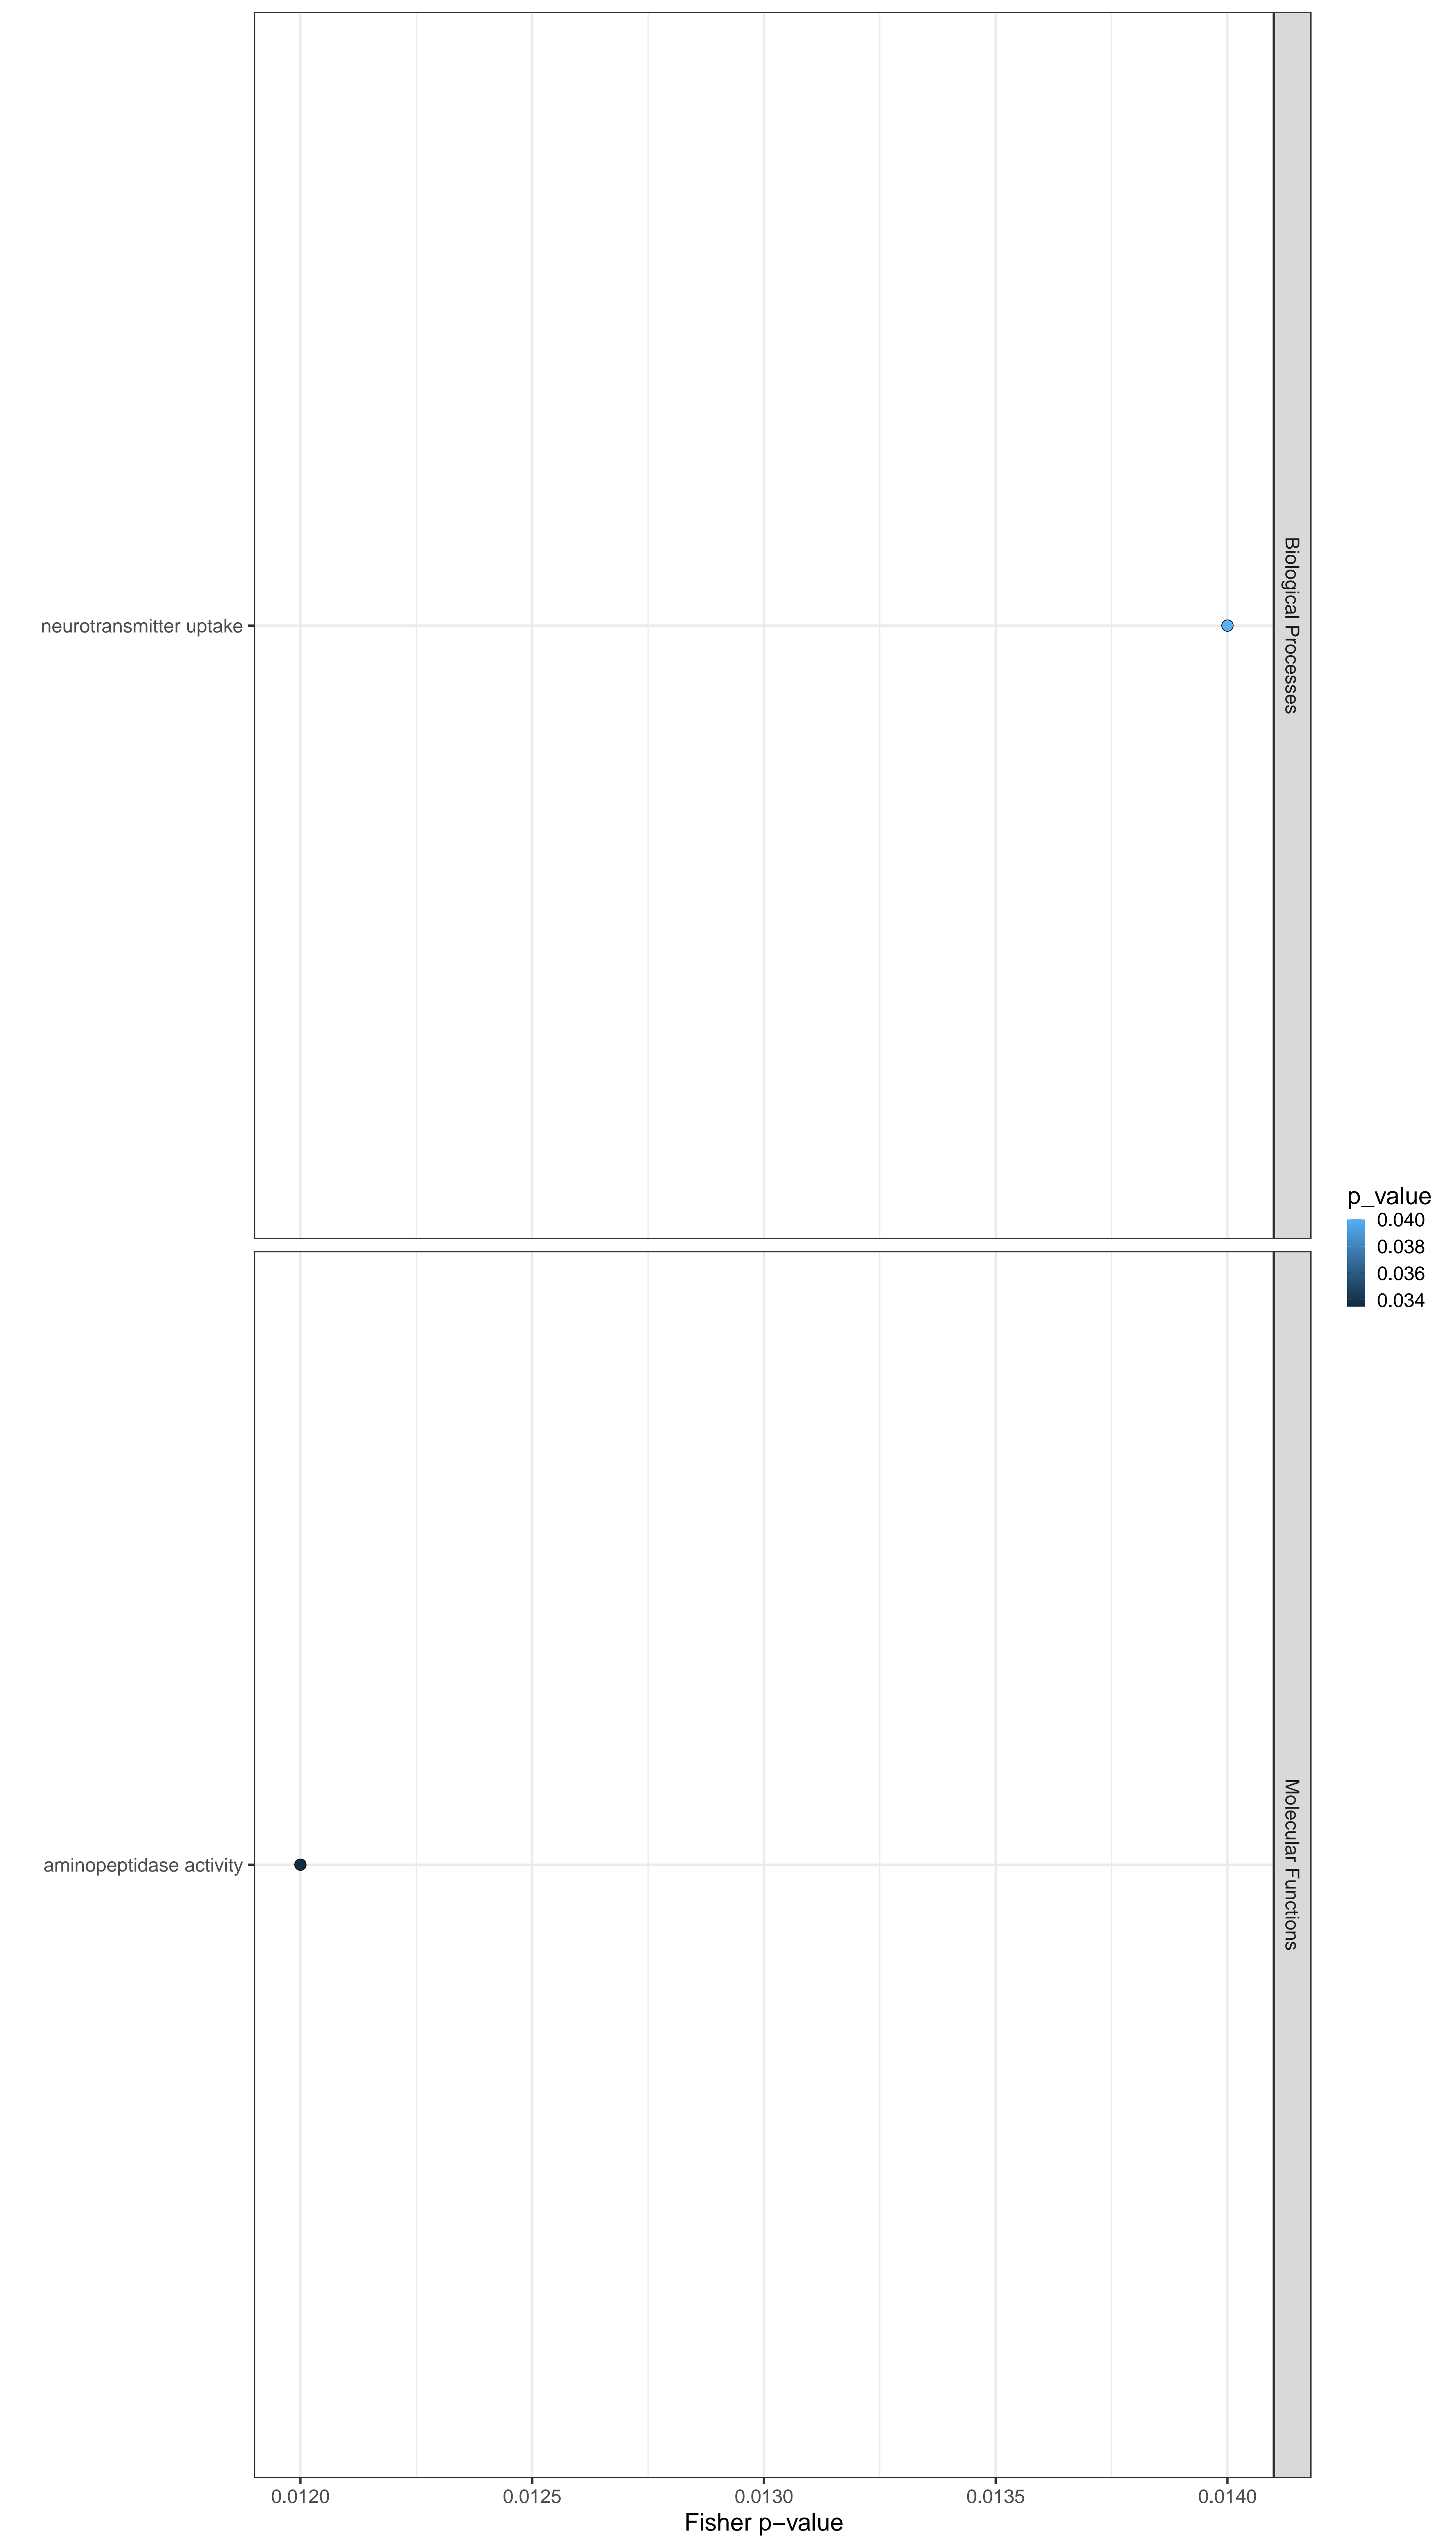 Biological Processes
neurotransmitter uptake
p_value
0.040
0.038
0.036
0.034
Molecular Functions
aminopeptidase activity
0.0120 0.0125 0.0130 0.0135 0.0140
Fisher p−value